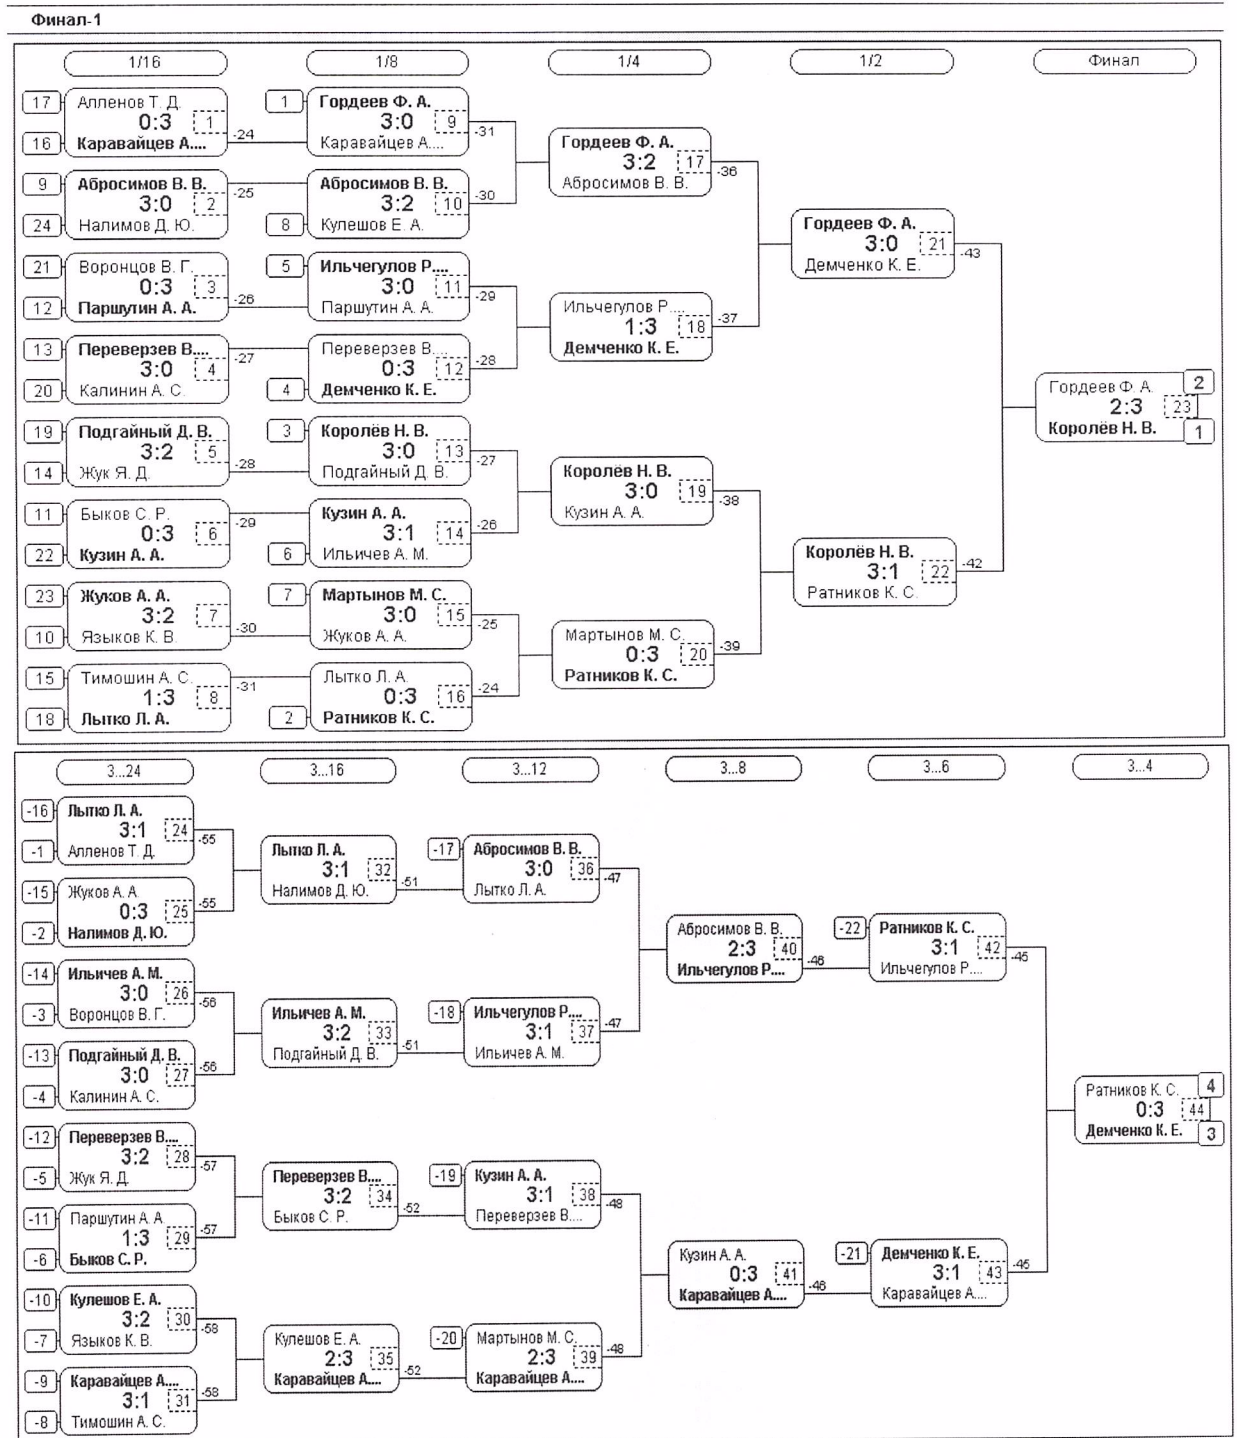 Финал-1
1/16
1/8
1/4
1/2
Финал
17 Алленов Т. Д.
0:3 1
16 Каравайцев А.... -24
9 Абросимов В. В. -25
3:0 2
24 Налимов Д. Ю.
21 Воронцов В. Г.
0:3 3
12 Паршутин А. А. -26
13 Переверзев В.... -27
3:0 4
20 Калинин А. С.
19 Подгайный Д. В.
3:2 5
14 Жук Я. Д. -28
11 Быков С. Р. -29
0:3 6
22 Кузин А. А.
23 Жуков А. А.
3:2 7
10 Языков К. В. -30
15 Тимошин А. С. -31
1:3 8
18 Лытко Л. А.
1 Гордеев Ф. А.
3:0 9 -31
Каравайцев А....
Абросимов В. В.
3:2 10 -30
8 Кулешов Е. А.
5 Ильчегулов Р....
3:0 11 -29
Паршутин А. А.
Переверзев В....
0:3 12 -28
4 Демченко К. Е.
3 Королёв Н. В.
3:0 13 -27
Подгайный Д. В.
Кузин А. А.
3:1 14 -26
6 Ильичев А. М.
7 Мартынов М. С.
3:0 15 -25
Жуков А. А.
Лытко Л. А.
0:3 16 -24
2 Ратников К. С.
Гордеев Ф. А.
3:2 17 -36
Абросимов В. В.
Ильчегулов Р....
1:3 18 -37
Демченко К. Е.
Королёв Н. В.
3:0 19 -38
Кузин А. А.
Мартынов М. С.
0:3 20 -39
Ратников К. С.
Гордеев Ф. А.
3:0 21 -43
Демченко К. Е.
Королёв Н. В.
3:1 22 -42
Ратников К. С.
Гордеев Ф. А. 2
2:3 23
Королёв Н. В. 1
3...24
3...16
3...12
3...8
3...6
3...4
-16 Лытко Л. А.
3:1 24 -55
-1 Алленов Т. Д.
-15 Жуков А. А.
0:3 25 -55
-2 Налимов Д. Ю.
-14 Ильичев А. М.
3:0 26 -56
-3 Воронцов В. Г.
-13 Подгайный Д. В.
3:0 27 -56
-4 Калинин А. С.
-12 Переверзев В....
3:2 28 -57
-5 Жук Я. Д.
-11 Паршутин А. А.
1:3 29 -57
-6 Быков С. Р.
-10 Кулешов Е. А.
3:2 30 -58
-7 Языков К. В.
-9 Каравайцев А....
3:1 31 -58
-8 Тимошин А. С.
Лытко Л. А.
3:1 32
Налимов Д. Ю. -51
Ильичев А. М.
3:2 33
Подгайный Д. В. -51
Переверзев В....
3:2 34
Быков С. Р. -52
Кулешов Е. А.
2:3 35
Каравайцев А.... -52
-17 Абросимов В. В.
3:0 36 -47
Лытко Л. А.
-18 Ильчегулов Р....
3:1 37 -47
Ильичев А. М.
-19 Кузин А. А.
3:1 38 -48
Переверзев В....
-20 Мартынов М. С.
2:3 39 -48
Каравайцев А....
Абросимов В. В.
2:3 40
Ильчегулов Р.... -46
Кузин А. А.
0:3 41
Каравайцев А.... -46
-22 Ратников К. С.
3:1 42 -45
Ильчегулов Р....
-21 Демченко К. Е.
3:1 43 -45
Каравайцев А....
Ратников К. С. 4
0:3 44
Демченко К. Е. 3